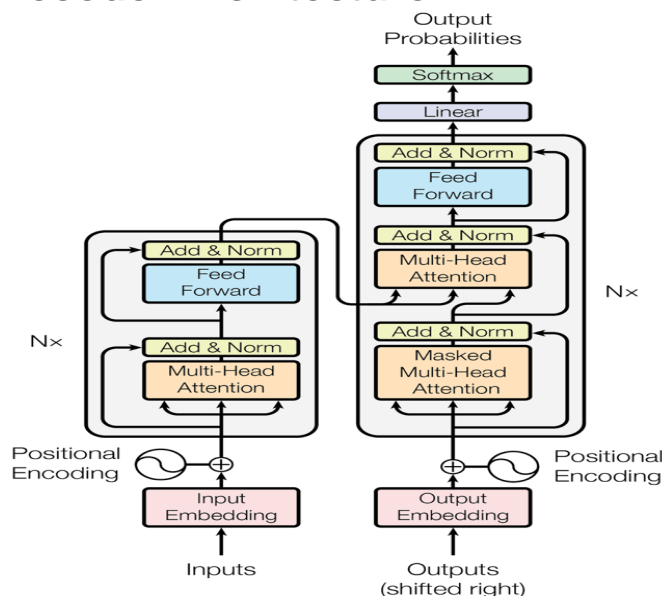 Output
Probabilities
Softmax
Linear
Add & Norm
Feed
Forward
Add & Norm
Multi-Head
Attention
Add & Norm
Masked
Multi-Head
Attention
N×
Add & Norm
Feed
Forward
Add & Norm
Multi-Head
Attention
N×
Positional
Encoding
Positional
Encoding
Input
Embedding
Output
Embedding
Inputs
Outputs
(shifted right)